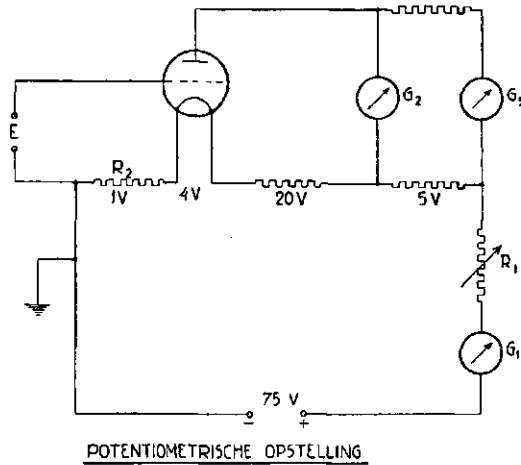 G₂
G₃
E
R₂
1V
4V
20V
5V
R₁
G₁
75 V
- +
POTENTIOMETRISCHE OPSTELLING